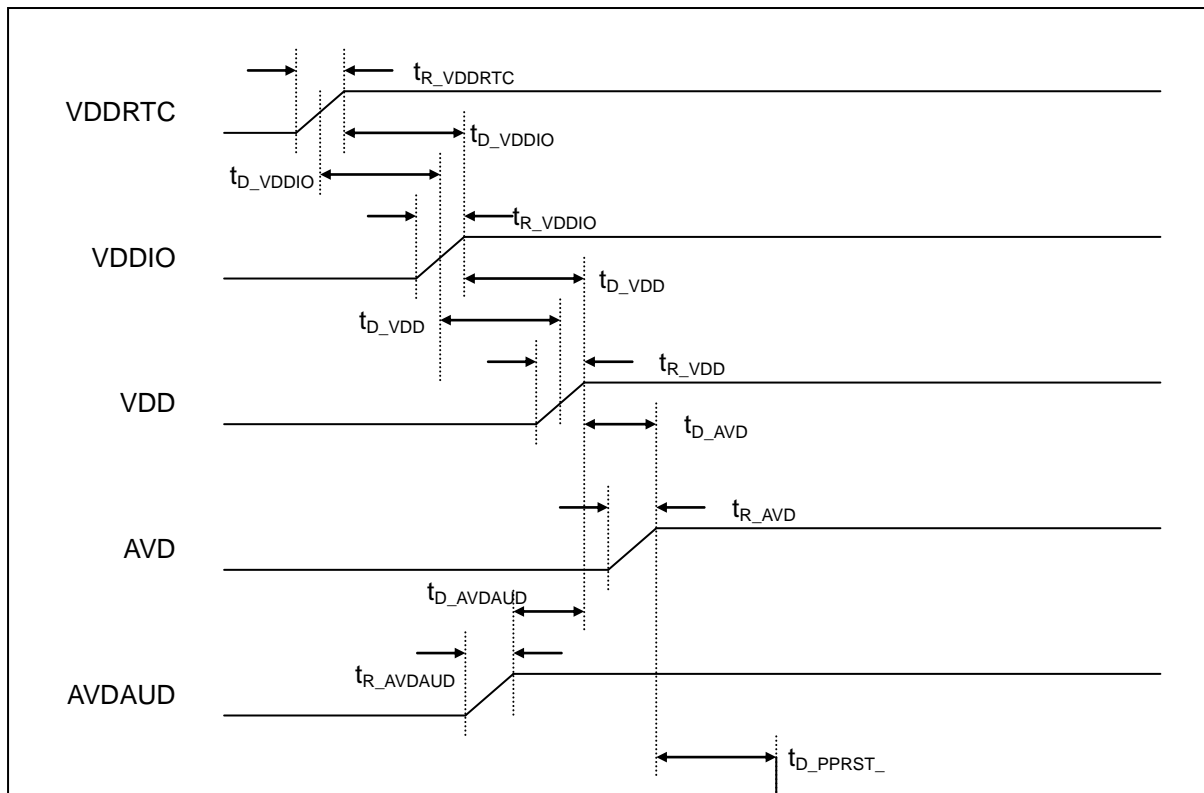 t_R_VDDRTC
VDDRTC
t_D_VDDIO
t_D_VDDIO
t_R_VDDIO
VDDIO
t_D_VDD
t_D_VDD
t_R_VDD
VDD
t_D_AVD
t_R_AVD
AVD
t_D_AVDAUD
t_R_AVDAUD
AVDAUD
t_D_PPRST_